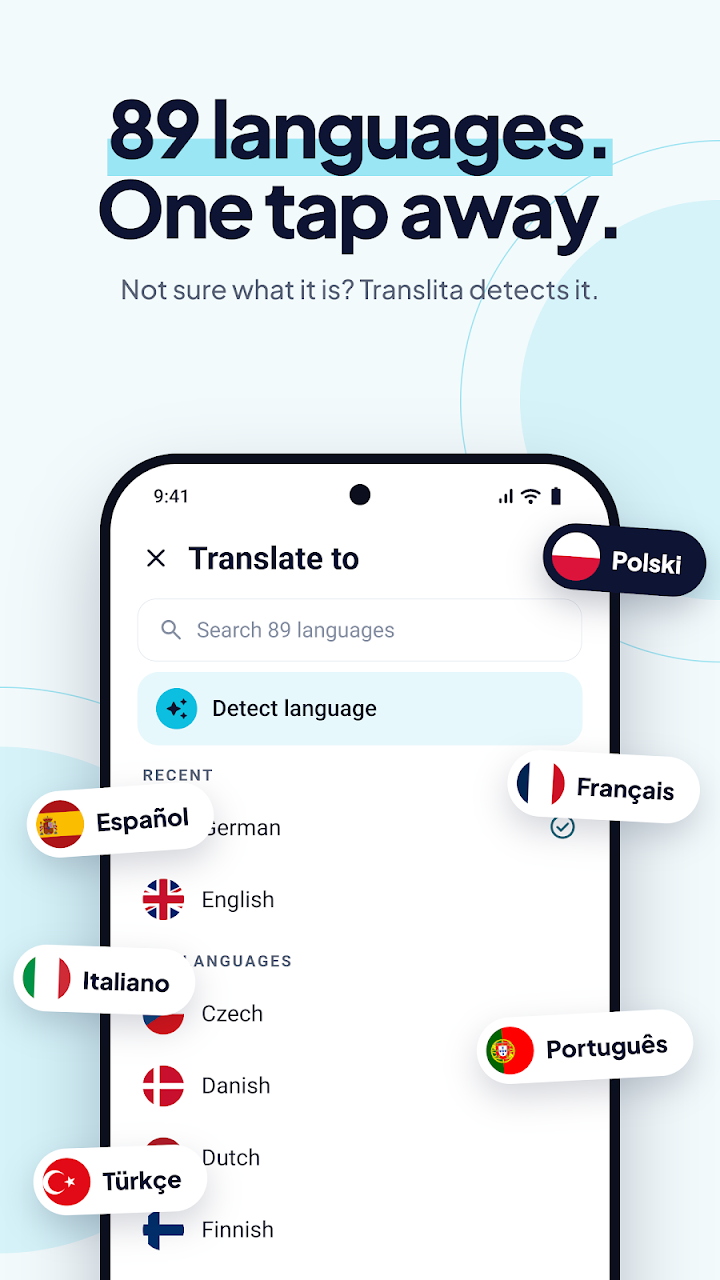 89 languages.
One tap away.
Not sure what it is? Translita detects it.
9:41
Translate to
Polski
Search 89 languages
Detect language
RECENT
Français
Español
German
English
LANGUAGES
Italiano
Czech
Português
Danish
Dutch
Türkçe
Finnish